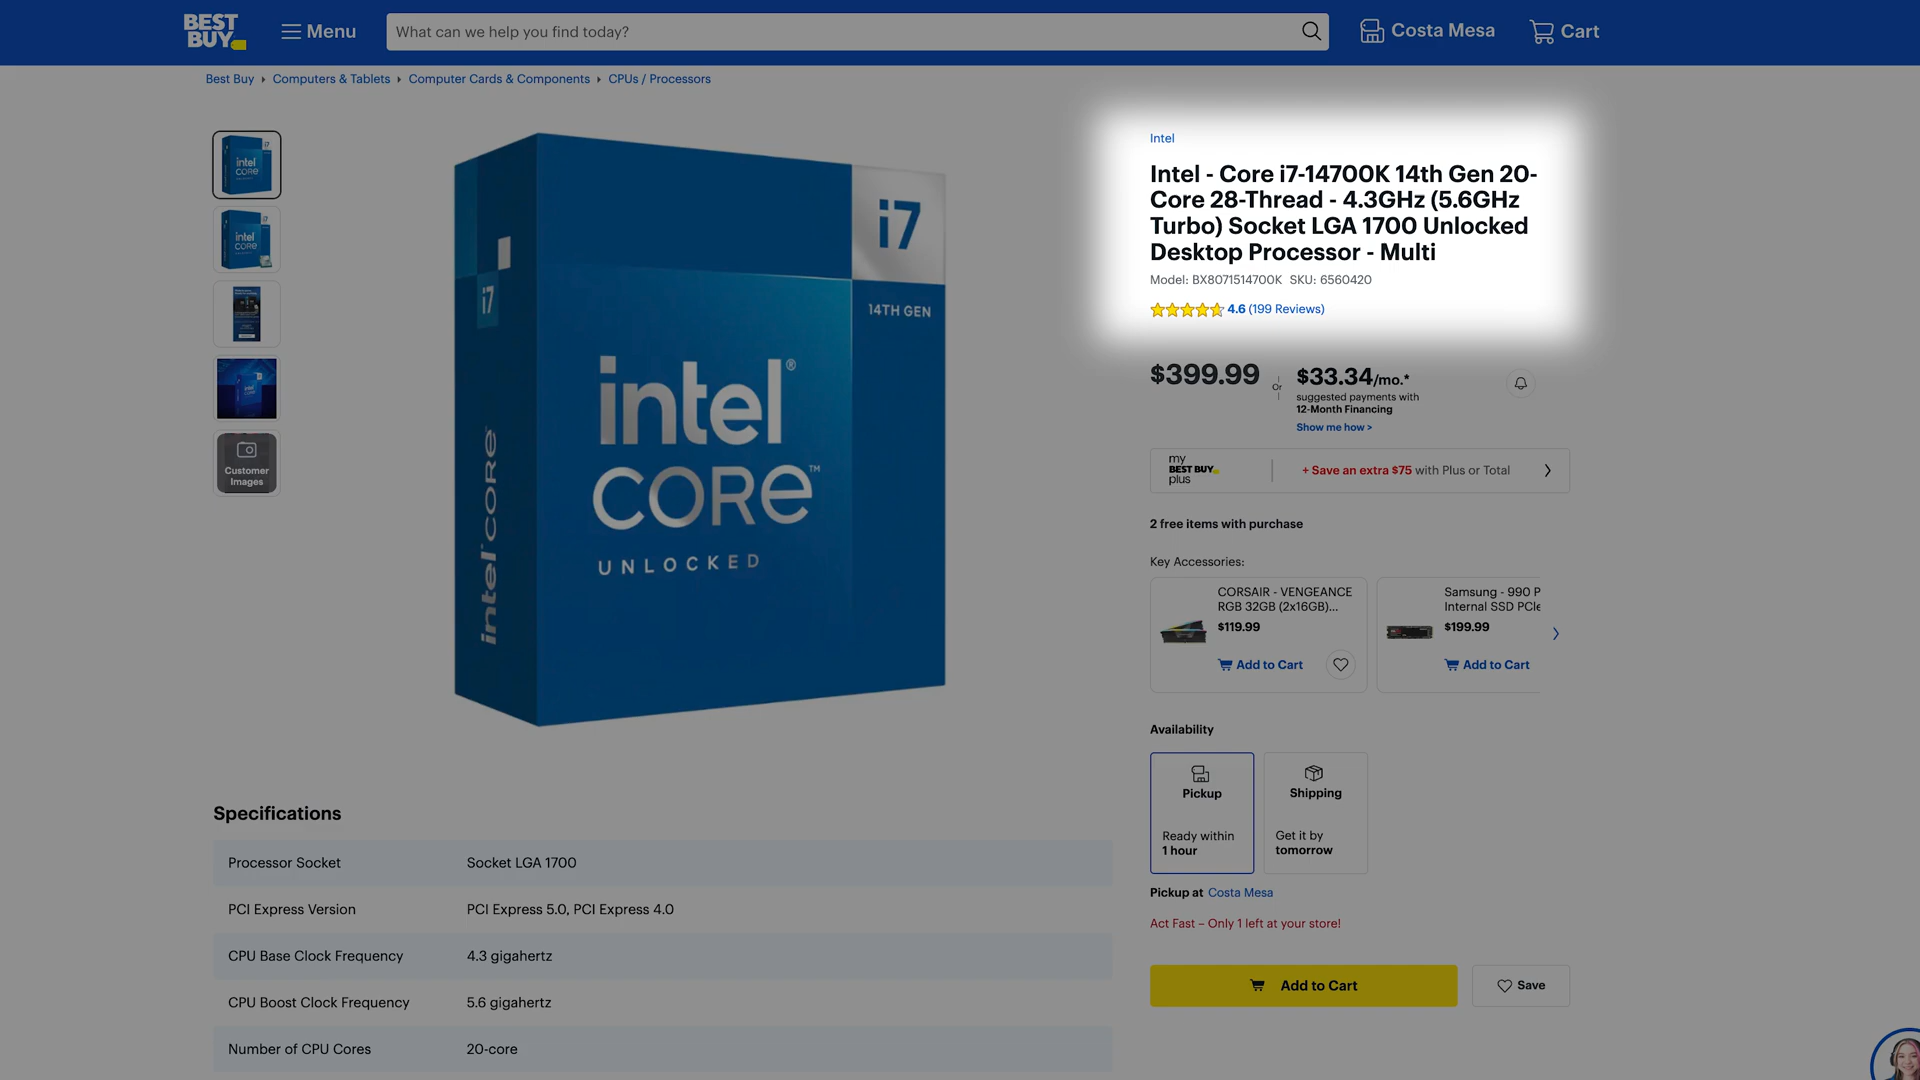 BEST
BUY
Menu
What can we help you find today?
Costa Mesa
Cart
Best Buy
Computers & Tablets
Computer Cards & Components
CPUs / Processors
Intel
Intel - Core i7-14700K 14th Gen 20-
Core 28-Thread - 4.3GHz (5.6GHz
Turbo) Socket LGA 1700 Unlocked
Desktop Processor - Multi
Model: BX8071514700K SKU: 6560420
4.6 (199 Reviews)
i7
intel
CORE
i7
intel
CORE
Customer
Images
i7
i7
14TH GEN
intel®
CORE™
UNLOCKED
intel CORE
$399.99
Or
$33.34/mo.*
suggested payments with
12-Month Financing
Show me how >
my
BEST BUY
plus
+ Save an extra $75 with Plus or Total
2 free items with purchase
Key Accessories:
CORSAIR - VENGEANCE
RGB 32GB (2x16GB)...
$119.99
Add to Cart
Samsung - 990 P
Internal SSD PCIe
$199.99
Add to Cart
Availability
Pickup
Ready within
1 hour
Shipping
Get it by
tomorrow
Pickup at Costa Mesa
Act Fast – Only 1 left at your store!
Add to Cart
Save
Specifications
Processor Socket
Socket LGA 1700
PCI Express Version
PCI Express 5.0, PCI Express 4.0
CPU Base Clock Frequency
4.3 gigahertz
CPU Boost Clock Frequency
5.6 gigahertz
Number of CPU Cores
20-core